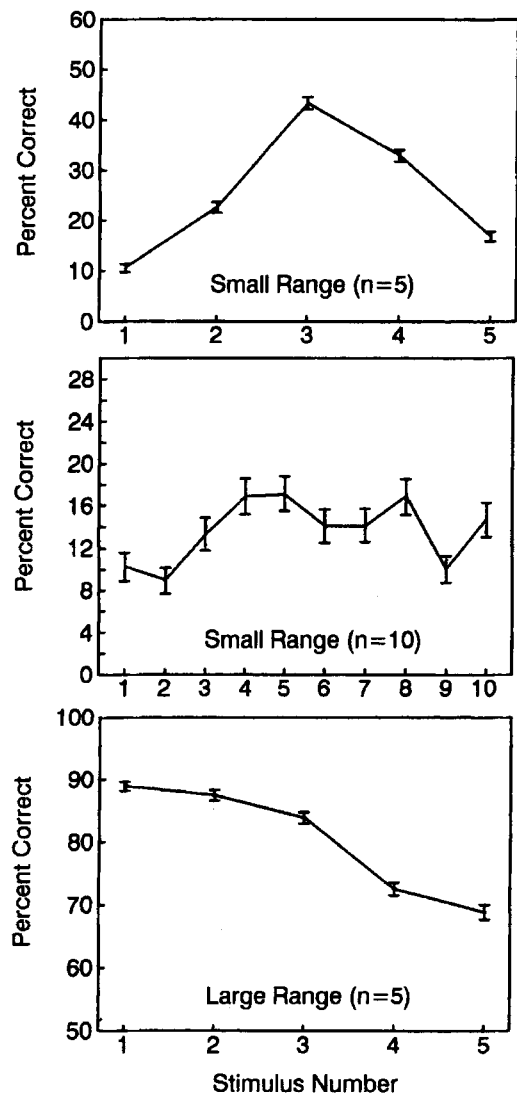 60
50
40
30
20
10
0
Percent Correct
Small Range (n=5)
1 2 3 4 5
28
24
20
16
12
8
4
0
Percent Correct
Small Range (n=10)
1 2 3 4 5 6 7 8 9 10
100
90
80
70
60
50
Percent Correct
Large Range (n=5)
1 2 3 4 5
Stimulus Number